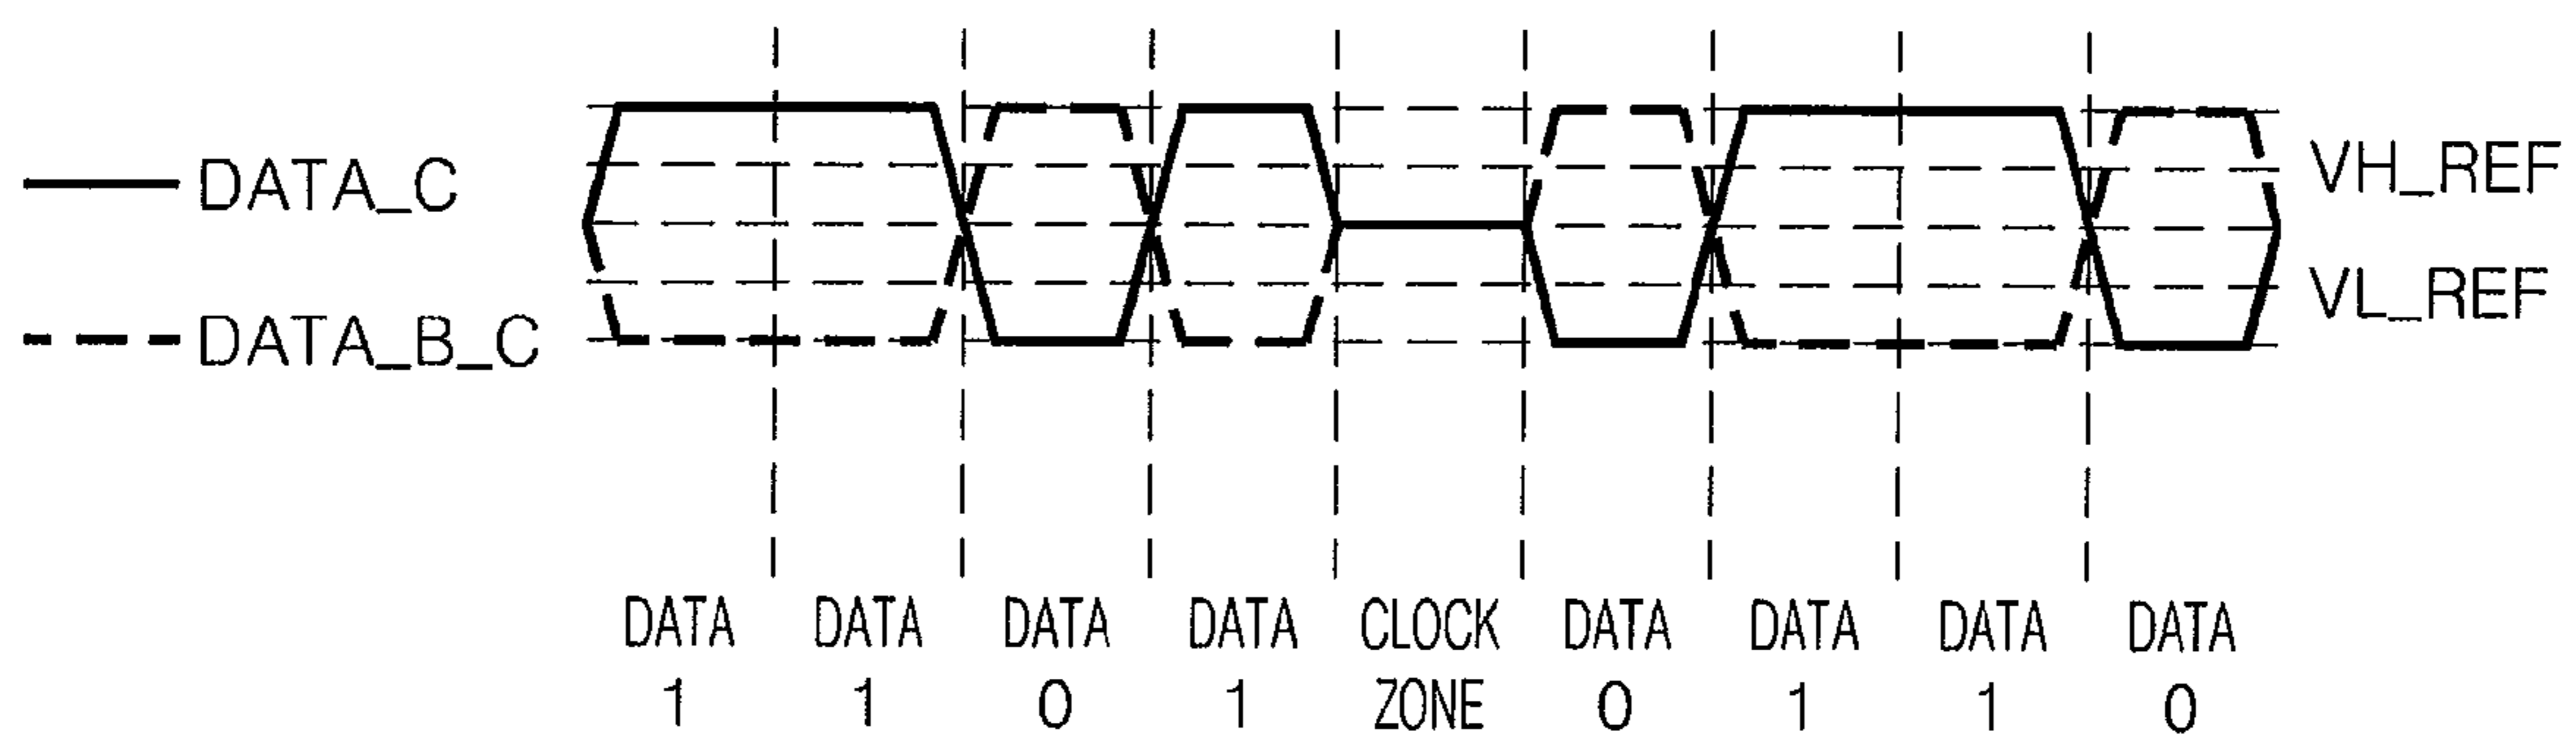 DATA_C
DATA_B_C
VH_REF
VL_REF
DATA DATA DATA DATA CLOCK DATA DATA DATA DATA
1 1 0 1 ZONE 0 1 1 0